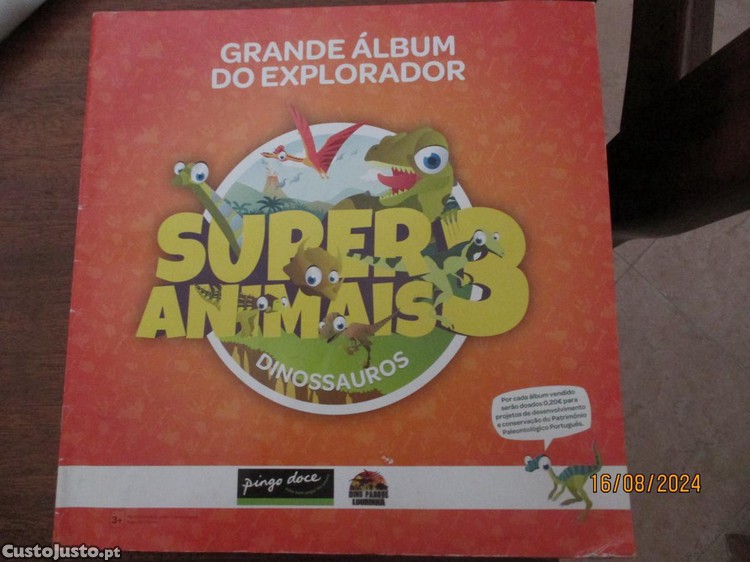 GRANDE ÁLBUM
DO EXPLORADOR
SUPER
ANIMAIS 3
DINOSSAUROS
Por cada álbum vendido
serão doados 0,20€ para
projetos de desenvolvimento
e conservação do Património
Paleontológico Português.
pingo doce
DINO PARQUE
LOURINHÃ
3+
16/08/2024
CustoJusto.pt